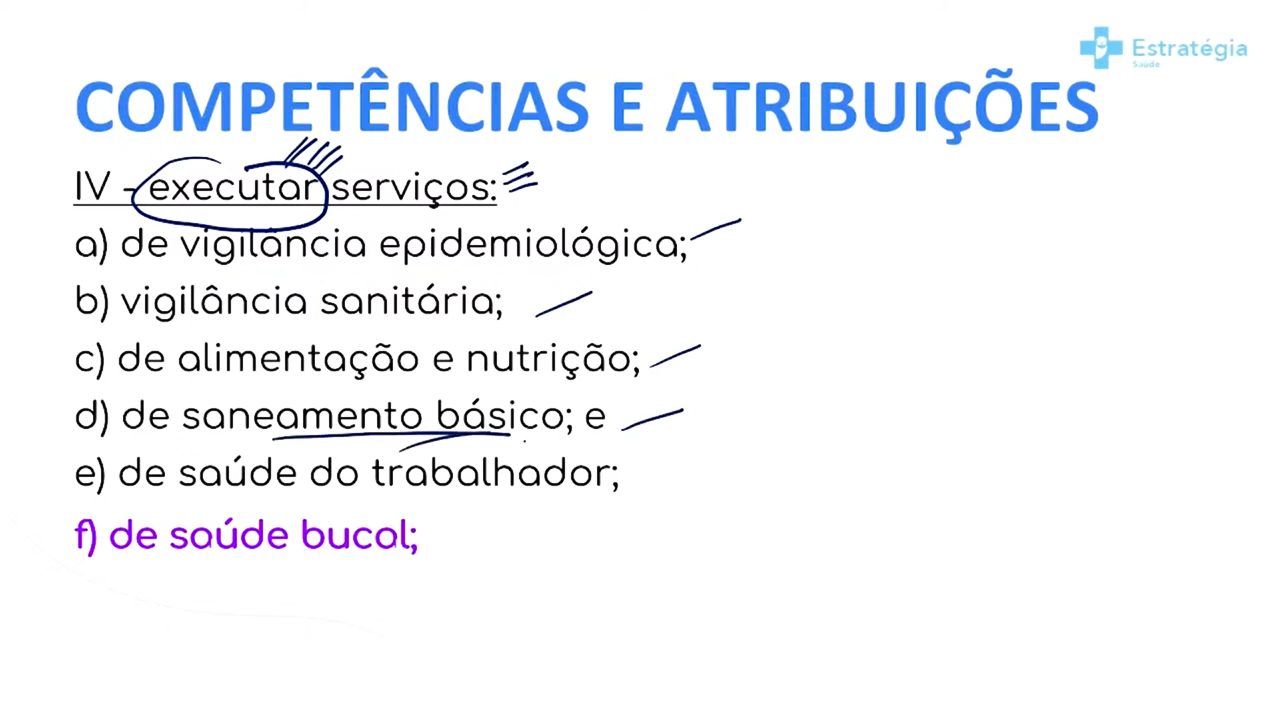 Estratégia
Saúde
COMPETÊNCIAS E ATRIBUIÇÕES
IV - executar serviços:
a) de vigilância epidemiológica;
b) vigilância sanitária;
c) de alimentação e nutrição;
d) de saneamento básico; e
e) de saúde do trabalhador;
f) de saúde bucal;